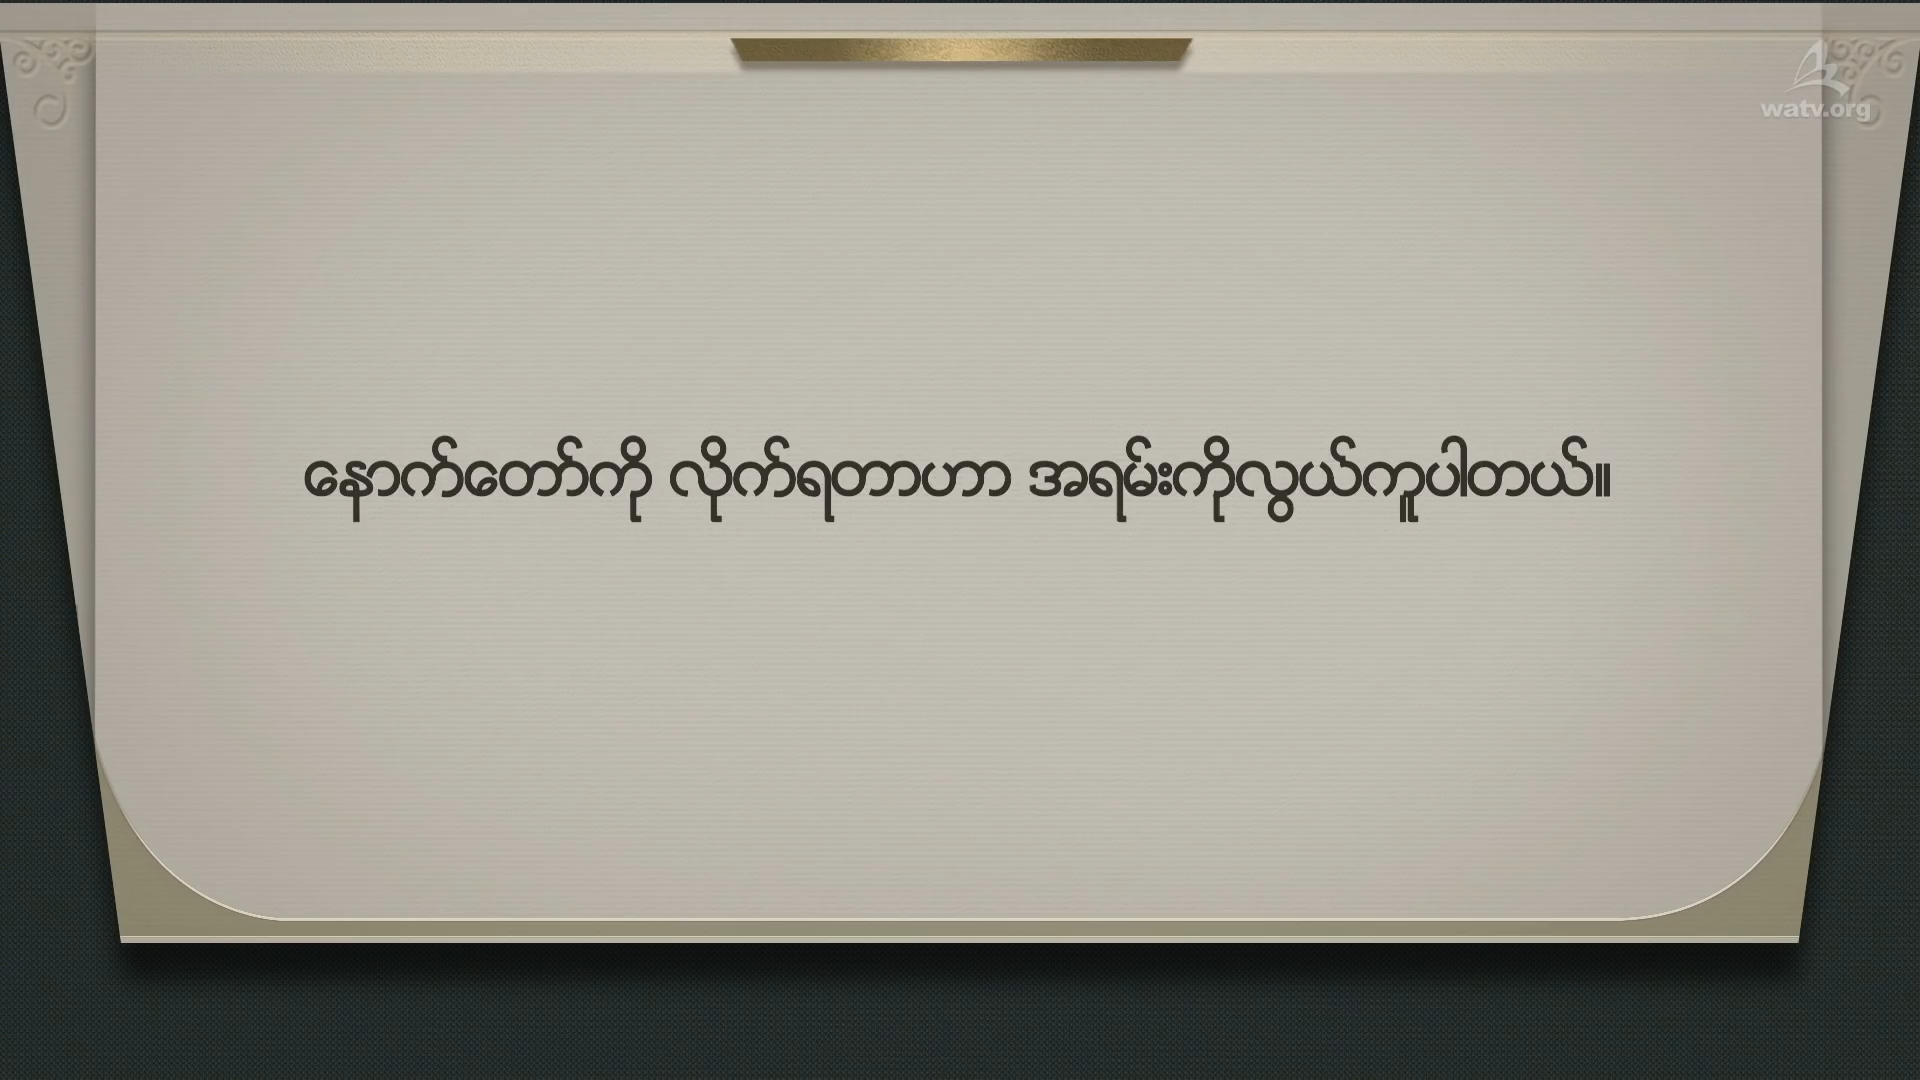 watv.org
နောက်တော်ကို လိုက်ရတာဟာ အရမ်းကိုလွယ်ကူပါတယ်။